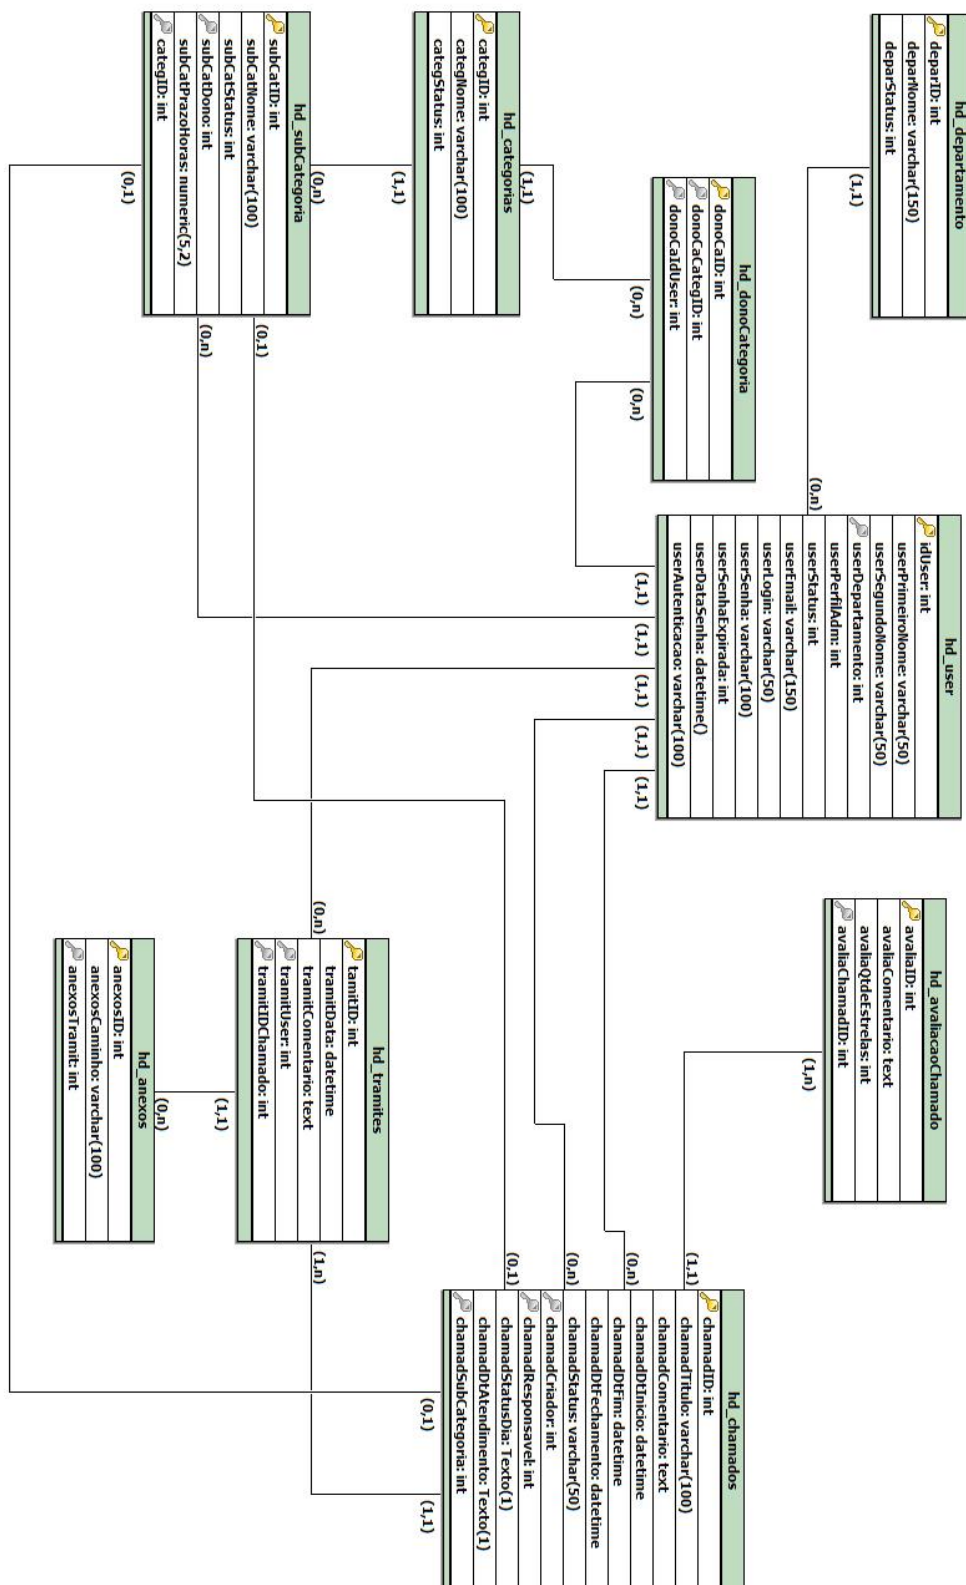 hd_departamento
deparID: int
deparNome: varchar(150)
deparStatus: int
(1,1)
(0,n)
hd_donoCategoria
donoCaID: int
donoCaCategID: int
donoCaIdUser: int
(0,n)
(0,n)
hd_categorias
categID: int
categNome: varchar(100)
categStatus: int
(1,1)
(1,1)
hd_subCategoria
subCatID: int
subCatNome: varchar(100)
subCatStatus: int
subCatDono: int
subCatPrazoHoras: numeric(5,2)
categID: int
(0,n)
(0,1)
(0,1)
(0,n)
hd_user
idUser: int
userPrimeiroNome: varchar(50)
userSegundoNome: varchar(50)
userDepartamento: int
userPerfilAdm: int
userStatus: int
userEmail: varchar(150)
userLogin: varchar(50)
userSenha: varchar(100)
userSenhaExpirada: int
userDataSenha: datetime()
userAutenticacao: varchar(100)
(1,1)
(1,1)
(1,1)
(1,1)
(1,1)
hd_avaliacaoChamado
avaliaID: int
avaliaComentario: text
avaliaQtdeEstrelas: int
avaliaChamadID: int
(1,n)
(1,1)
hd_tramites
tamitID: int
tramitData: datetime
tramitComentario: text
tramitUser: int
tramitIDChamado: int
(0,n)
(1,1)
(1,n)
hd_anexos
anexosID: int
anexosCaminho: varchar(100)
anexosTramit: int
(0,n)
hd_chamados
chamadID: int
chamadTitulo: varchar(100)
chamadComentario: text
chamadDtInicio: datetime
chamadDtFim: datetime
chamadDtFechamento: datetime
chamadStatus: varchar(50)
chamadCriador: int
chamadResponsavel: int
chamadStatusDia: Texto(1)
chamadDtAtendimento: Texto(1)
chamadSubCategoria: int
(0,n)
(0,n)
(0,1)
(0,1)
(1,1)